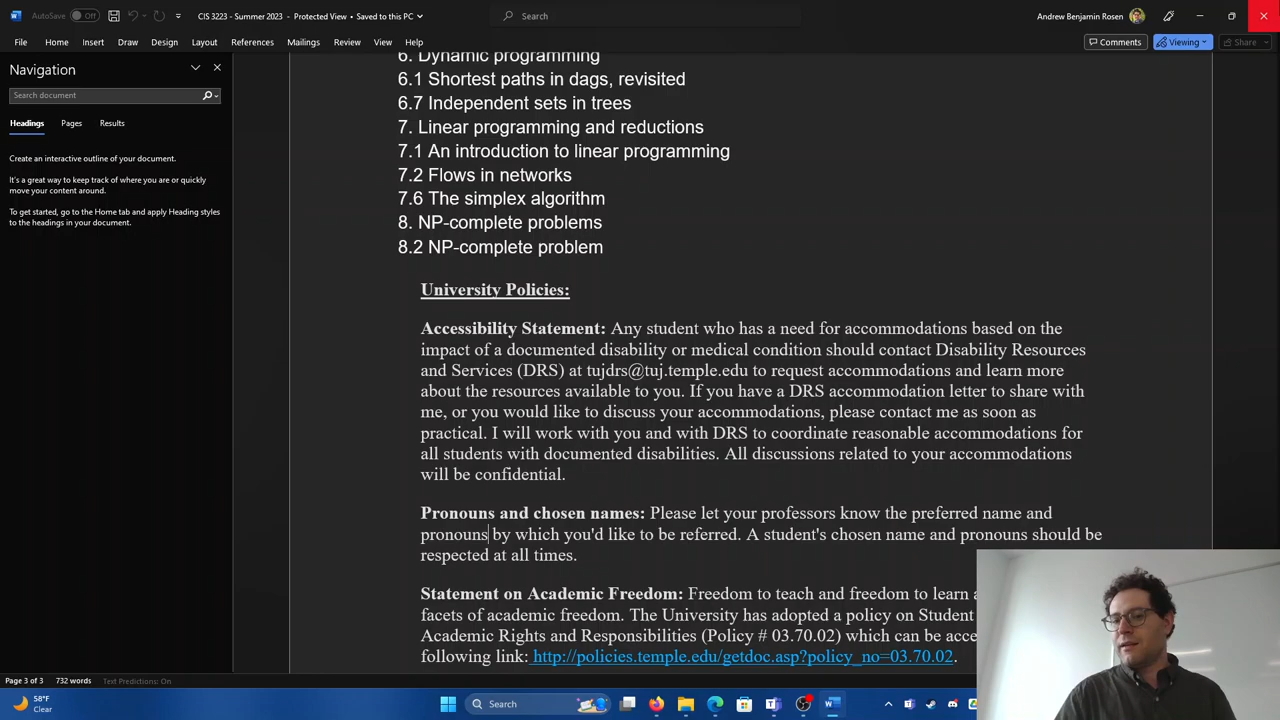 AutoSave Off
CIS 3223 - Summer 2023 - Protected View • Saved to this PC
Search
Andrew Benjamin Rosen
File Home Insert Draw Design Layout References Mailings Review View Help
Comments Viewing Share
Navigation
Search document
Headings Pages Results
Create an interactive outline of your document.
It's a great way to keep track of where you are or quickly
move your content around.
To get started, go to the Home tab and apply Heading styles
to the headings in your document.
6. Dynamic programming
6.1 Shortest paths in dags, revisited
6.7 Independent sets in trees
7. Linear programming and reductions
7.1 An introduction to linear programming
7.2 Flows in networks
7.6 The simplex algorithm
8. NP-complete problems
8.2 NP-complete problem
University Policies:
Accessibility Statement: Any student who has a need for accommodations based on the
impact of a documented disability or medical condition should contact Disability Resources
and Services (DRS) at tujdrs@tuj.temple.edu to request accommodations and learn more
about the resources available to you. If you have a DRS accommodation letter to share with
me, or you would like to discuss your accommodations, please contact me as soon as
practical. I will work with you and with DRS to coordinate reasonable accommodations for
all students with documented disabilities. All discussions related to your accommodations
will be confidential.
Pronouns and chosen names: Please let your professors know the preferred name and
pronouns by which you'd like to be referred. A student's chosen name and pronouns should be
respected at all times.
Statement on Academic Freedom: Freedom to teach and freedom to learn a
facets of academic freedom. The University has adopted a policy on Student
Academic Rights and Responsibilities (Policy # 03.70.02) which can be acce
following link: http://policies.temple.edu/getdoc.asp?policy_no=03.70.02.
Page 3 of 3 732 words Text Predictions: On
58°F
Clear
Search